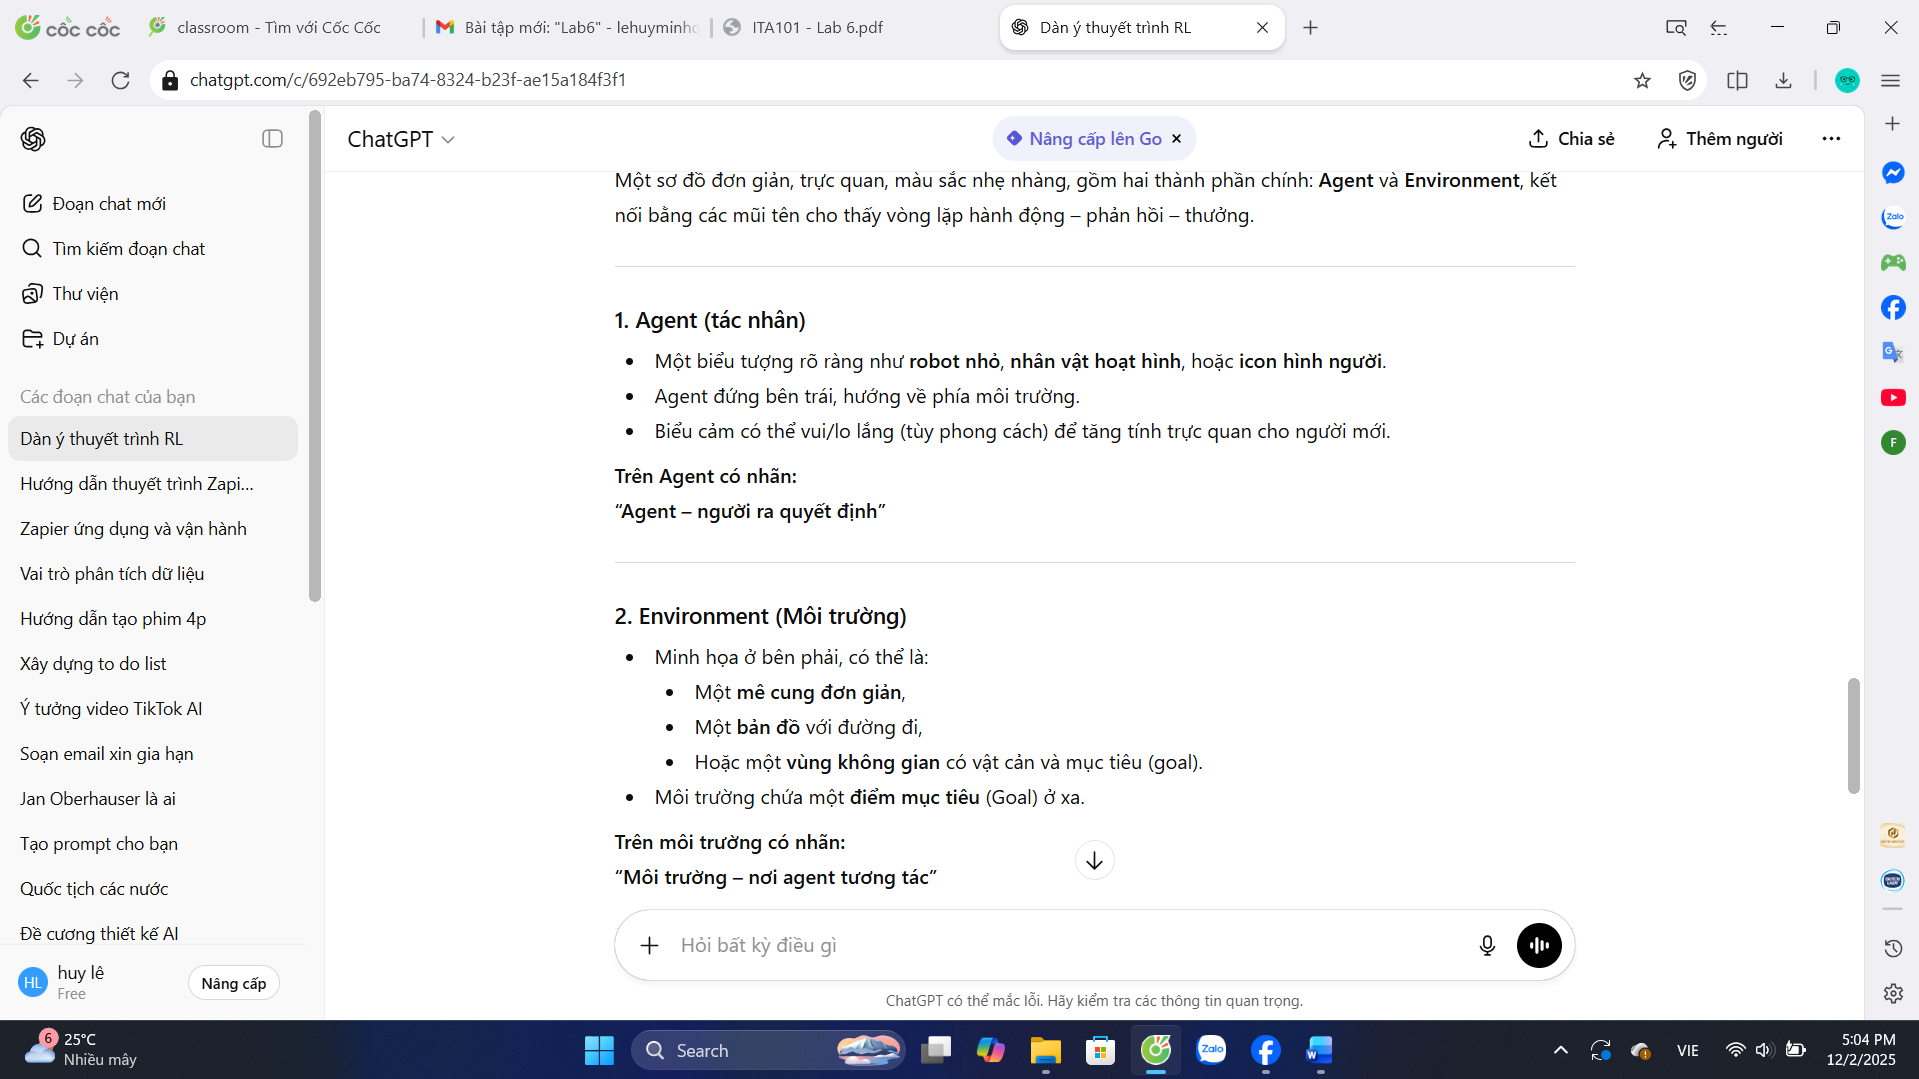 cốc cốc
classroom - Tìm với Cốc Cốc
Bài tập mới: "Lab6" - lehuyminhc
ITA101 - Lab 6.pdf
Dàn ý thuyết trình RL
chatgpt.com/c/692eb795-ba74-8324-b23f-ae15a184f3f1
ChatGPT
Nâng cấp lên Go
Chia sẻ
Thêm người
Đoạn chat mới
Tìm kiếm đoạn chat
Thư viện
Dự án
Các đoạn chat của bạn
Dàn ý thuyết trình RL
Hướng dẫn thuyết trình Zapi...
Zapier ứng dụng và vận hành
Vai trò phân tích dữ liệu
Hướng dẫn tạo phim 4p
Xây dựng to do list
Ý tưởng video TikTok AI
Soạn email xin gia hạn
Jan Oberhauser là ai
Tạo prompt cho bạn
Quốc tịch các nước
Đề cương thiết kế AI
HL
huy lê
Free
Nâng cấp
Một sơ đồ đơn giản, trực quan, màu sắc nhẹ nhàng, gồm hai thành phần chính: Agent và Environment, kết
nối bằng các mũi tên cho thấy vòng lặp hành động – phản hồi – thưởng.
1. Agent (tác nhân)
• Một biểu tượng rõ ràng như robot nhỏ, nhân vật hoạt hình, hoặc icon hình người.
• Agent đứng bên trái, hướng về phía môi trường.
• Biểu cảm có thể vui/lo lắng (tùy phong cách) để tăng tính trực quan cho người mới.
Trên Agent có nhãn:
“Agent – người ra quyết định”
2. Environment (Môi trường)
• Minh họa ở bên phải, có thể là:
• Một mê cung đơn giản,
• Một bản đồ với đường đi,
• Hoặc một vùng không gian có vật cản và mục tiêu (goal).
• Môi trường chứa một điểm mục tiêu (Goal) ở xa.
Trên môi trường có nhãn:
“Môi trường – nơi agent tương tác”
Hỏi bất kỳ điều gì
ChatGPT có thể mắc lỗi. Hãy kiểm tra các thông tin quan trọng.
Zalo
F
6
25°C
Nhiều mây
Search
Zalo
W
VIE
5:04 PM
12/2/2025